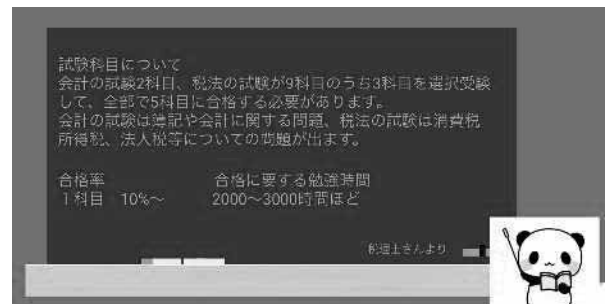 試験科目について
会計の試験2科目、税法の試験が9科目のうち3科目を選択受験
して、全部で5科目に合格する必要があります。
会計の試験は簿記や会計に関する問題、税法の試験は消費税
所得税、法人税等についての問題が出ます。
合格率　合格に要する勉強時間
1科目 10%〜　2000〜3000時間ほど
税理士さんより